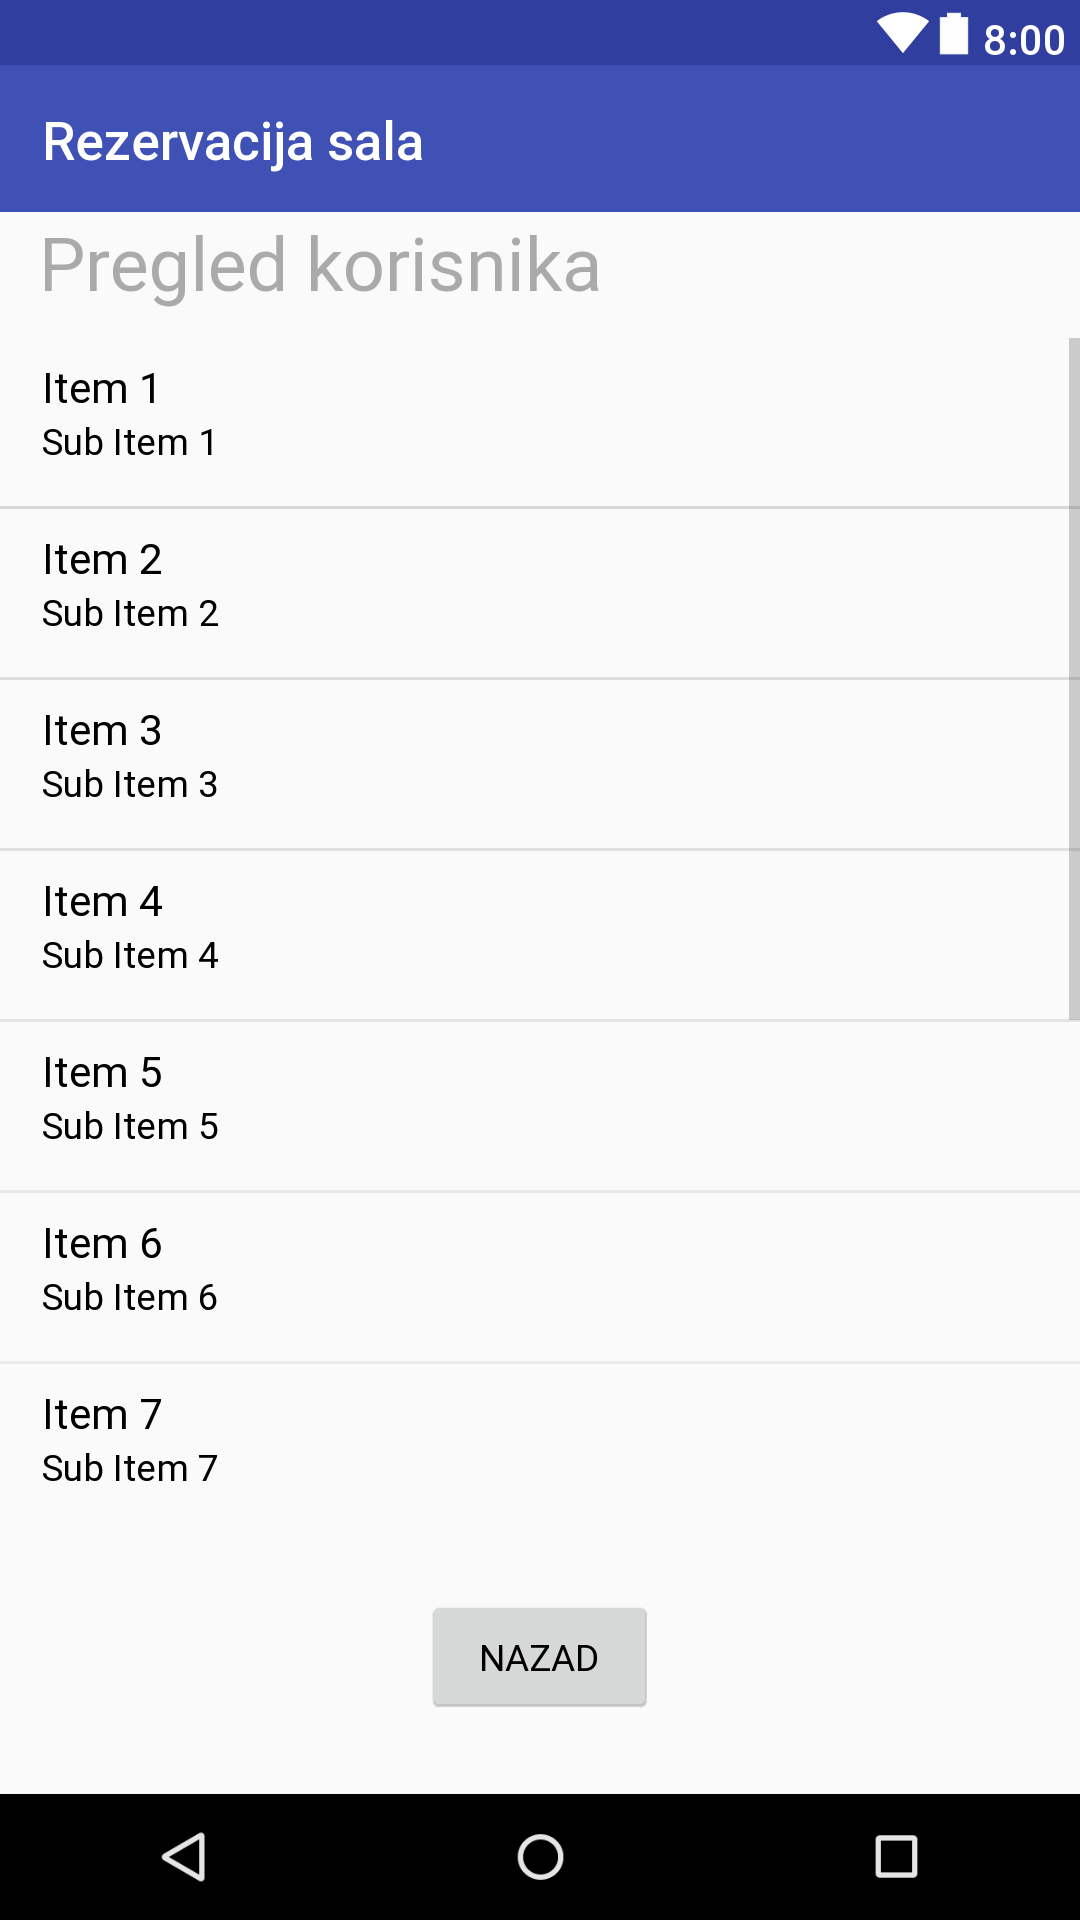 8:00
Rezervacija sala
Pregled korisnika
Item 1
Sub Item 1
Item 2
Sub Item 2
Item 3
Sub Item 3
Item 4
Sub Item 4
Item 5
Sub Item 5
Item 6
Sub Item 6
Item 7
Sub Item 7
NAZAD